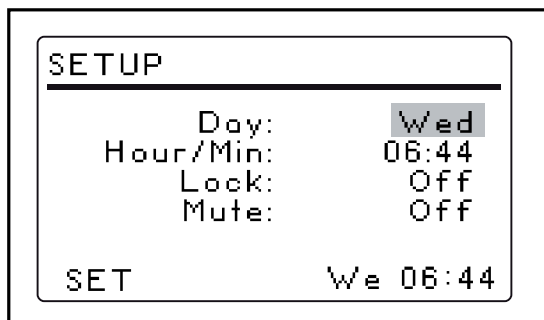 SETUP
Day: Wed
Hour/Min: 06:44
Lock: Off
Mute: Off
SET We 06:44